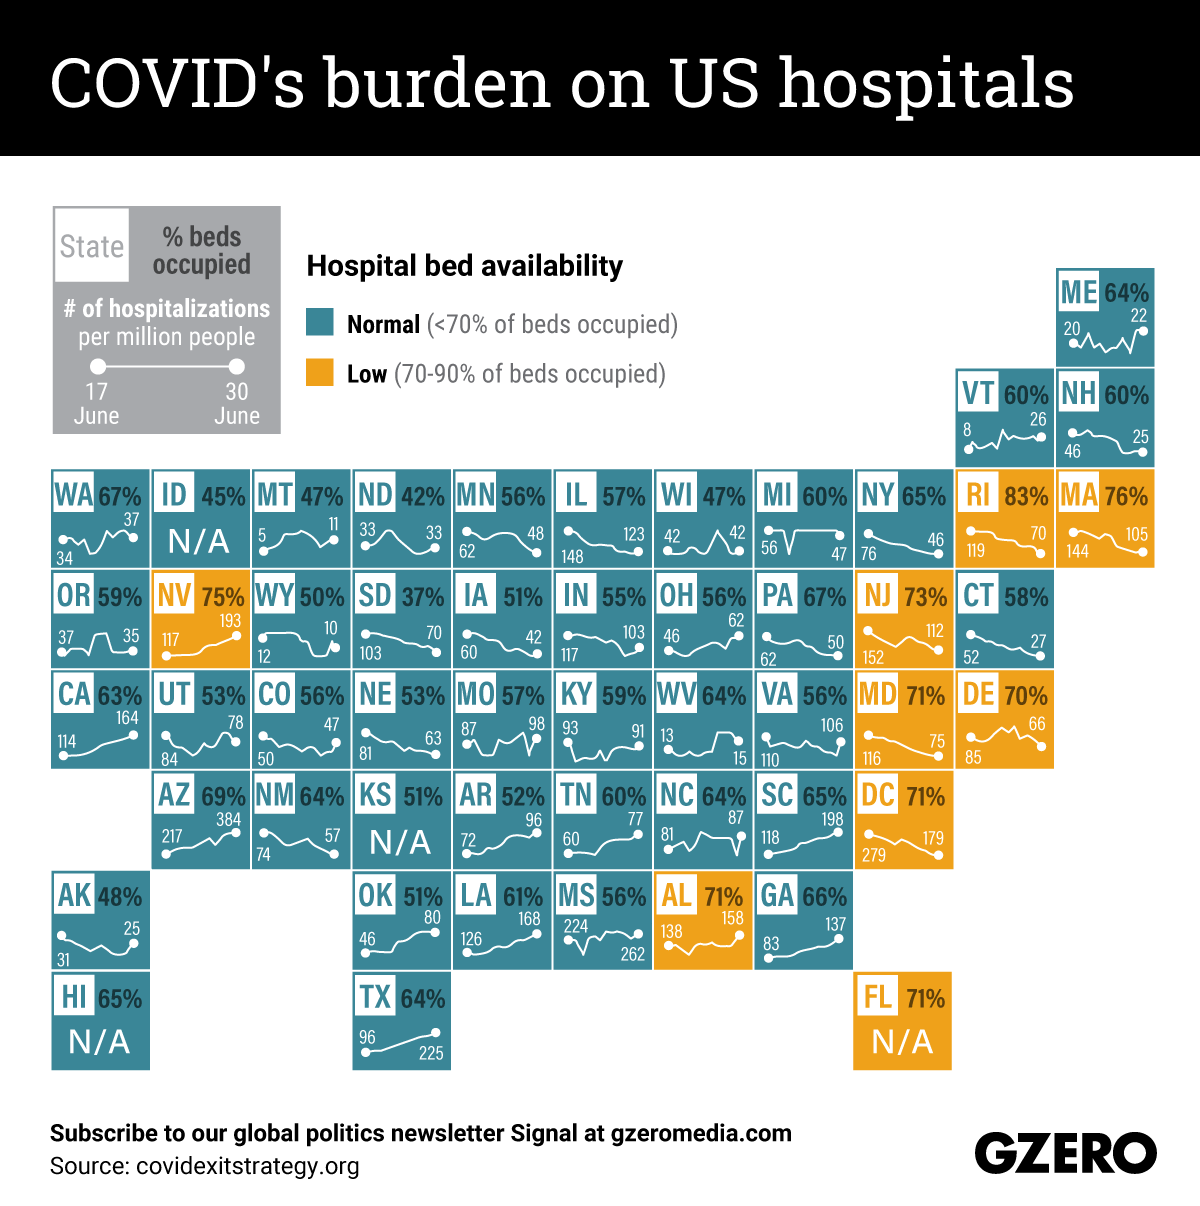 COVID's burden on US hospitals
State
% beds
occupied
# of hospitalizations
per million people
17
June
30
June
Hospital bed availability
Normal (<70% of beds occupied)
Low (70-90% of beds occupied)
ME 64%
20 22
VT 60%
8 26
NH 60%
46 25
WA 67%
34 37
ID 45%
N/A
MT 47%
5 11
ND 42%
33 33
MN 56%
62 48
IL 57%
148 123
WI 47%
42 42
MI 60%
56 47
NY 65%
76 46
RI 83%
119 70
MA 76%
144 105
OR 59%
37 35
NV 75%
117 193
WY 50%
12 10
SD 37%
103 70
IA 51%
60 42
IN 55%
117 103
OH 56%
46 62
PA 67%
62 50
NJ 73%
152 112
CT 58%
52 27
CA 63%
114 164
UT 53%
84 78
CO 56%
50 47
NE 53%
81 63
MO 57%
87 98
KY 59%
93 91
WV 64%
13 15
VA 56%
110 106
MD 71%
116 75
DE 70%
85 66
AZ 69%
217 384
NM 64%
74 57
KS 51%
N/A
AR 52%
72 96
TN 60%
60 77
NC 64%
81 87
SC 65%
118 198
DC 71%
279 179
AK 48%
31 25
OK 51%
46 80
LA 61%
126 168
MS 56%
224 262
AL 71%
138 158
GA 66%
83 137
HI 65%
N/A
TX 64%
96 225
FL 71%
N/A
Subscribe to our global politics newsletter Signal at gzeromedia.com
Source: covidexitstrategy.org
GZERO